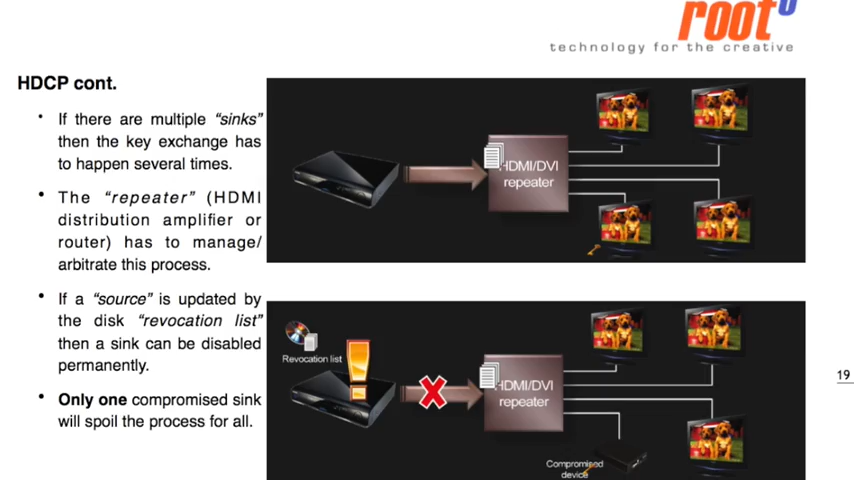 root6
technology for the creative
HDCP cont.
• If there are multiple “sinks”
then the key exchange has
to happen several times.
• The “repeater” (HDMI
distribution amplifier or
router) has to manage/
arbitrate this process.
• If a “source” is updated by
the disk “revocation list”
then a sink can be disabled
permanently.
• Only one compromised sink
will spoil the process for all.
HDMI/DVI
repeater
Revocation list
HDMI/DVI
repeater
Compromised
device
19